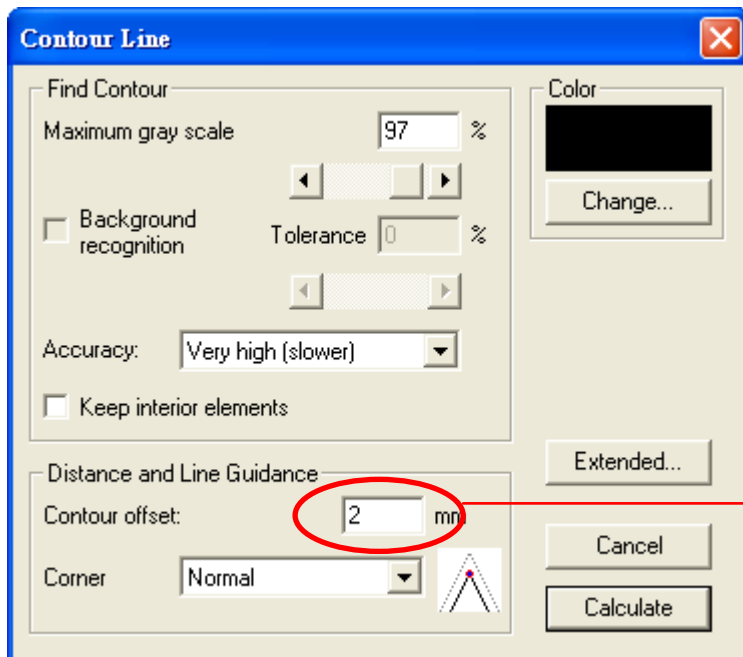 Contour Line
Find Contour
Maximum gray scale 97 %
Background
recognition
Tolerance 0 %
Accuracy: Very high (slower)
Keep interior elements
Color
Change...
Distance and Line Guidance
Contour offset: 2 mm
Corner Normal
Extended...
Cancel
Calculate